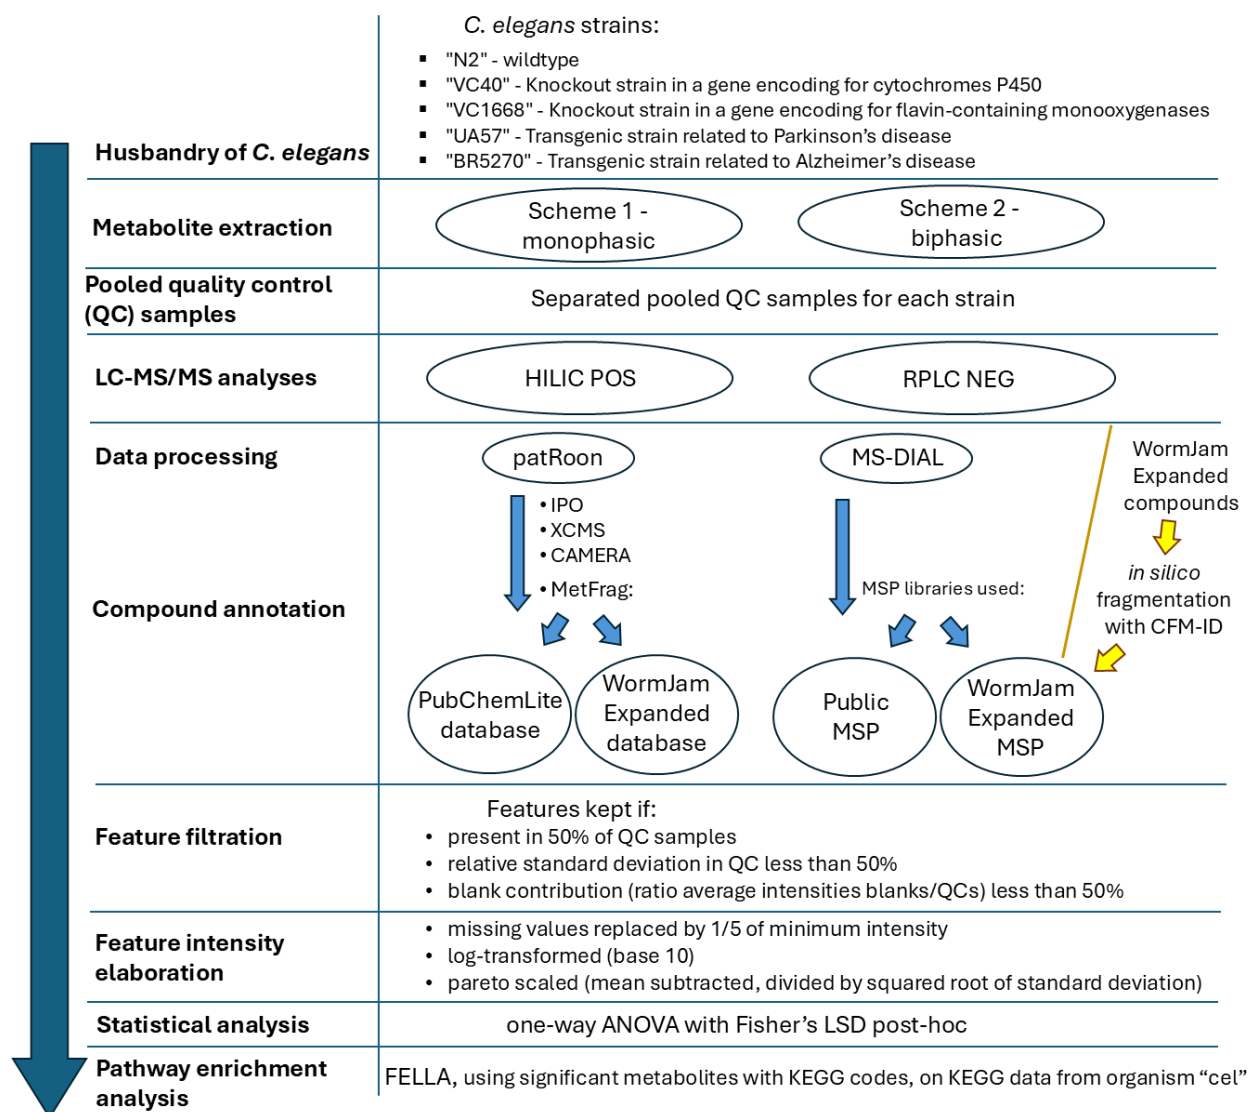 C. elegans strains:
▪ "N2" - wildtype
▪ "VC40" - Knockout strain in a gene encoding for cytochromes P450
▪ "VC1668" - Knockout strain in a gene encoding for flavin-containing monooxygenases
▪ "UA57" - Transgenic strain related to Parkinson's disease
▪ "BR5270" - Transgenic strain related to Alzheimer's disease
Husbandry of C. elegans
Metabolite extraction
Scheme 1 -
monophasic
Scheme 2 -
biphasic
Pooled quality control
(QC) samples
Separated pooled QC samples for each strain
LC-MS/MS analyses
HILIC POS
RPLC NEG
Data processing
patRoon
• IPO
• XCMS
• CAMERA
• MetFrag:
MS-DIAL
MSP libraries used:
WormJam
Expanded
compounds
in silico
fragmentation
with CFM-ID
Compound annotation
PubChemLite
database
WormJam
Expanded
database
Public
MSP
WormJam
Expanded
MSP
Feature filtration
Features kept if:
• present in 50% of QC samples
• relative standard deviation in QC less than 50%
• blank contribution (ratio average intensities blanks/QCs) less than 50%
Feature intensity
elaboration
• missing values replaced by 1/5 of minimum intensity
• log-transformed (base 10)
• pareto scaled (mean subtracted, divided by squared root of standard deviation)
Statistical analysis
one-way ANOVA with Fisher's LSD post-hoc
Pathway enrichment
analysis
FELLA, using significant metabolites with KEGG codes, on KEGG data from organism "cel"